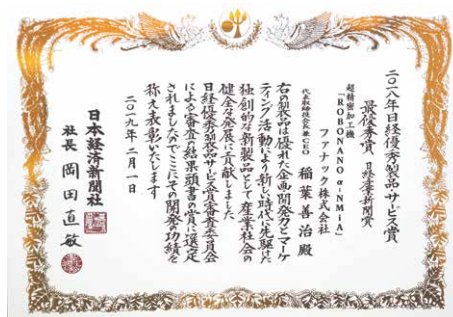 二〇一八年日経優秀製品・サービス賞
最優秀賞 日経産業新聞賞
超精密加工機
「ROBONANO α-NMiA」
ファナック株式会社
代表取締役会長兼CEO 稲葉善治殿
右の製品は優れた企画開発力とマーケ
ティング活動により新しい時代に先駆けた
独創的な新製品として産業社会の
健全な発展に貢献しました
日経優秀製品・サービス賞審査委員会
による審査の結果頭書の賞に選定
されましたのでここにその開発の功績を
称え表彰いたします
二〇一九年二月一日
日本経済新聞社
社長 岡田直敏